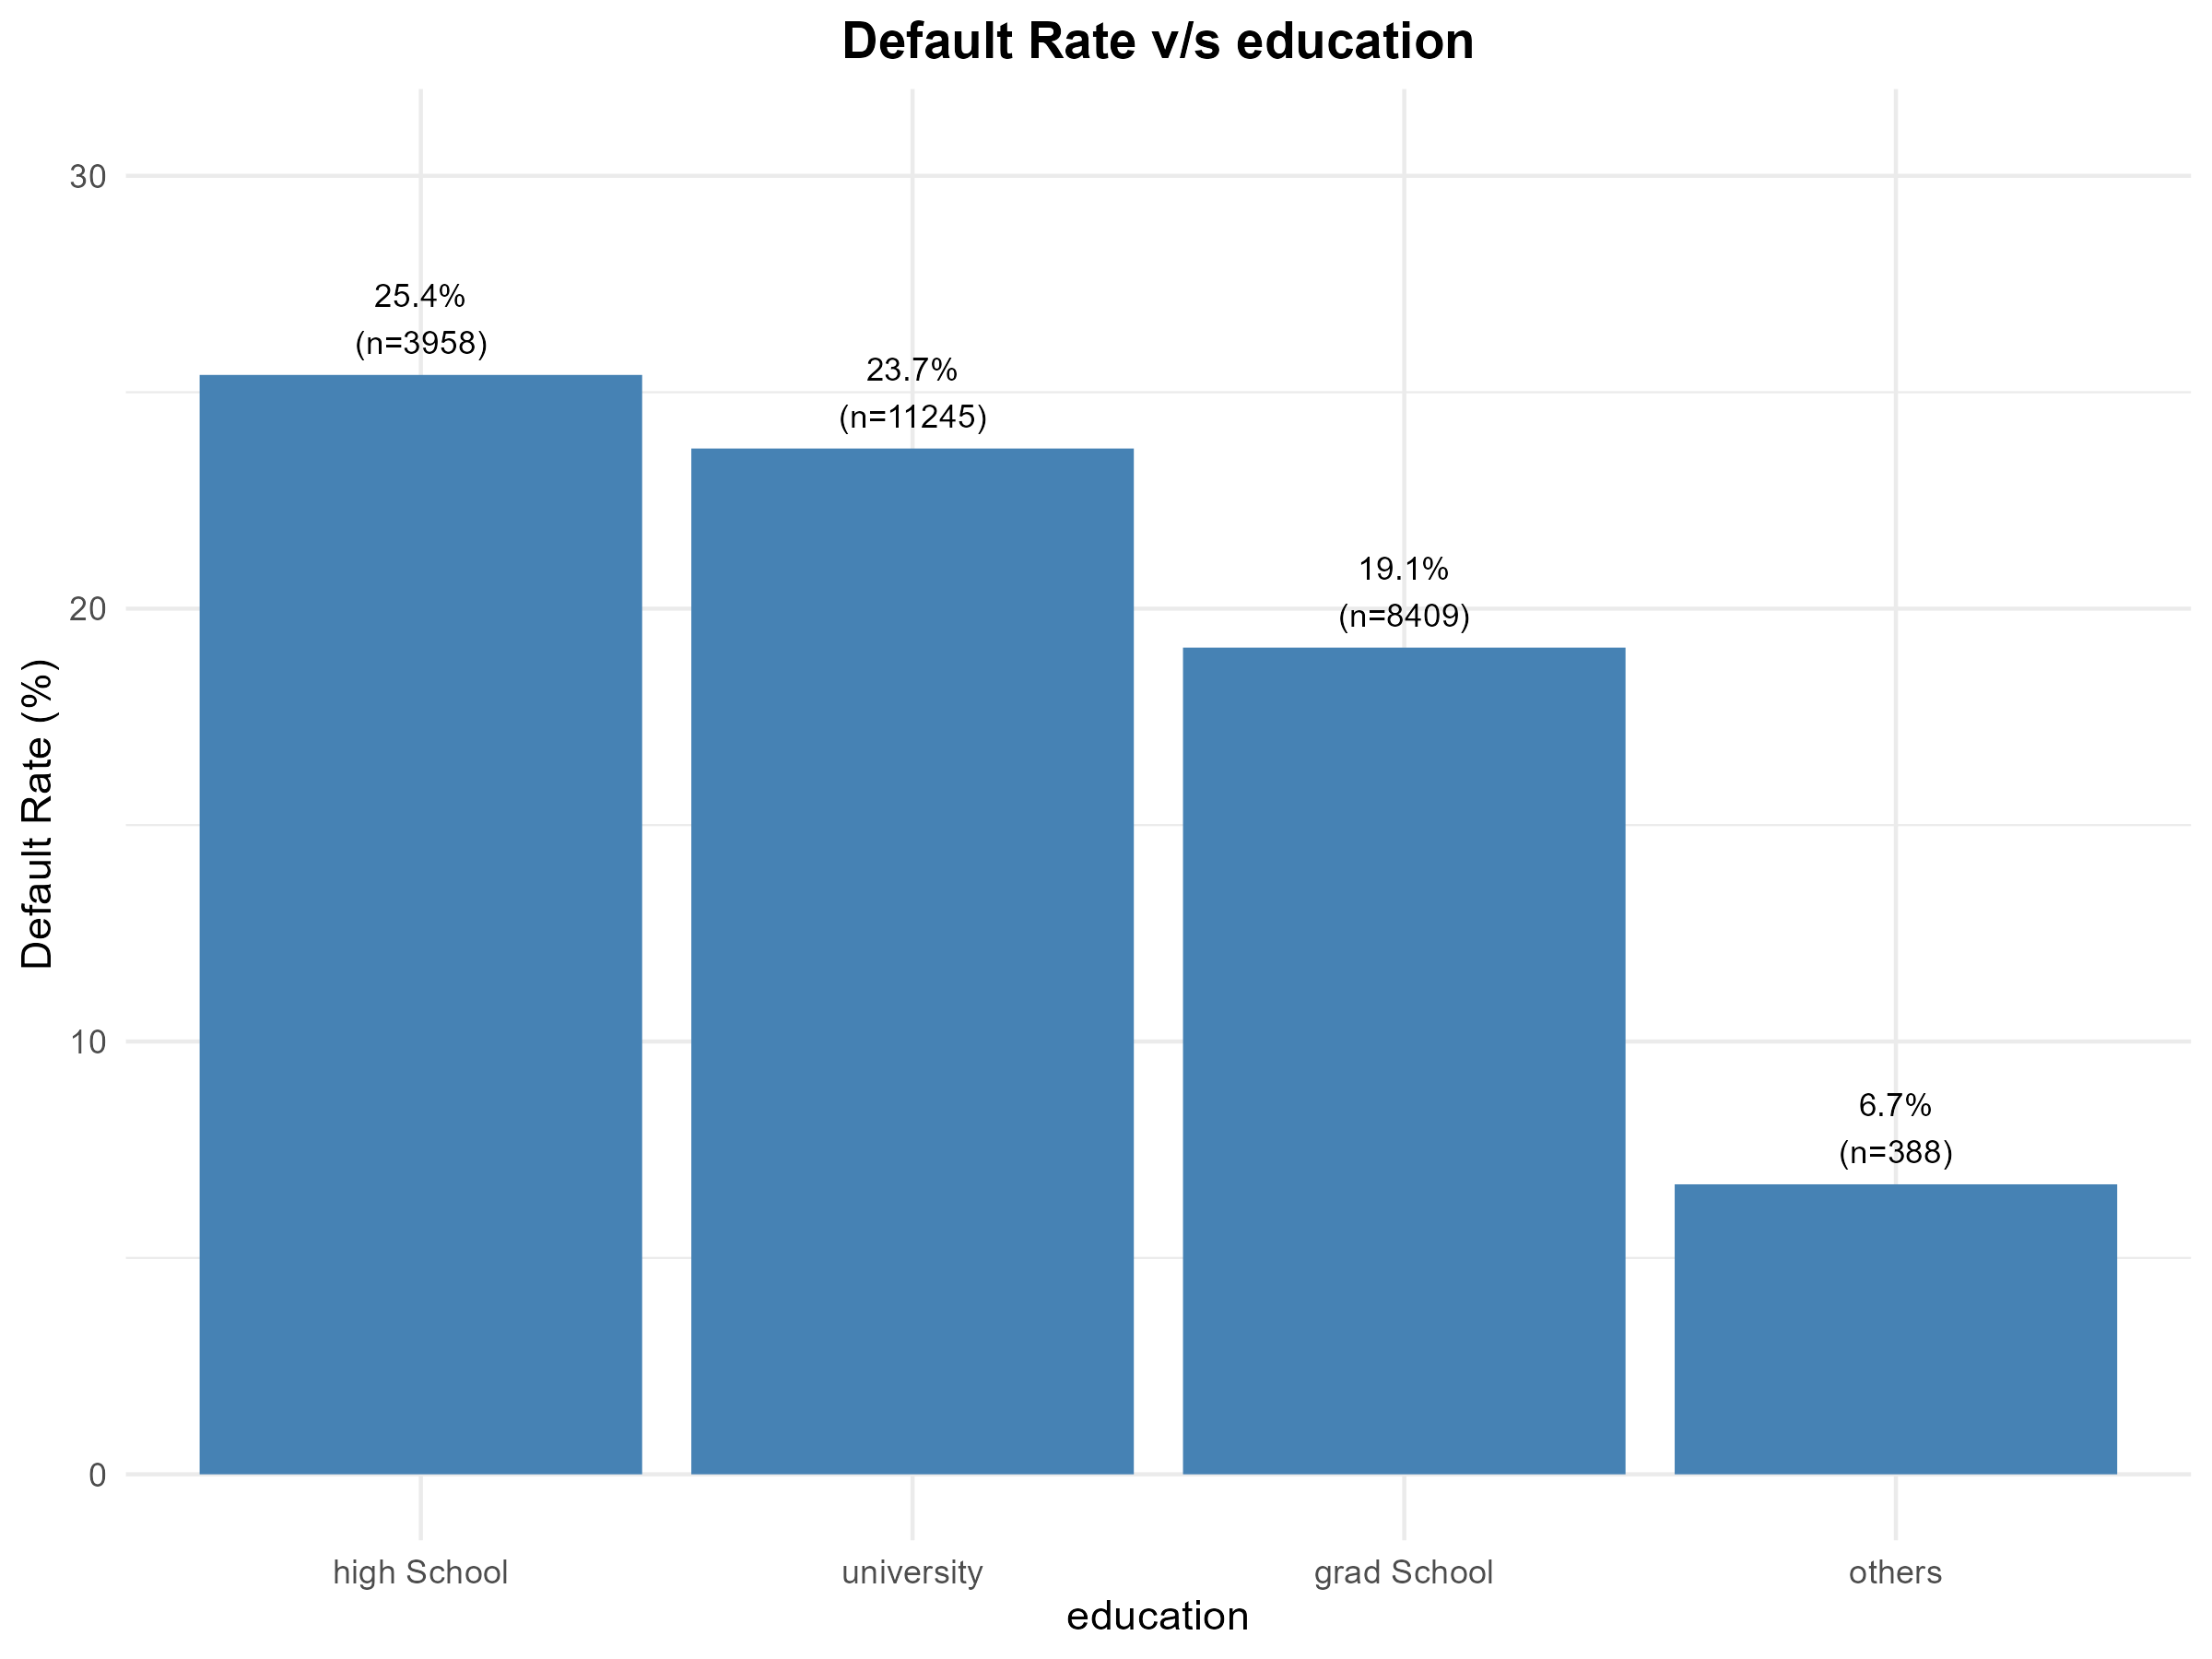 Default Rate v/s education
30
20
10
0
Default Rate (%)
25.4%
(n=3958)
23.7%
(n=11245)
19.1%
(n=8409)
6.7%
(n=388)
high School
university
grad School
others
education